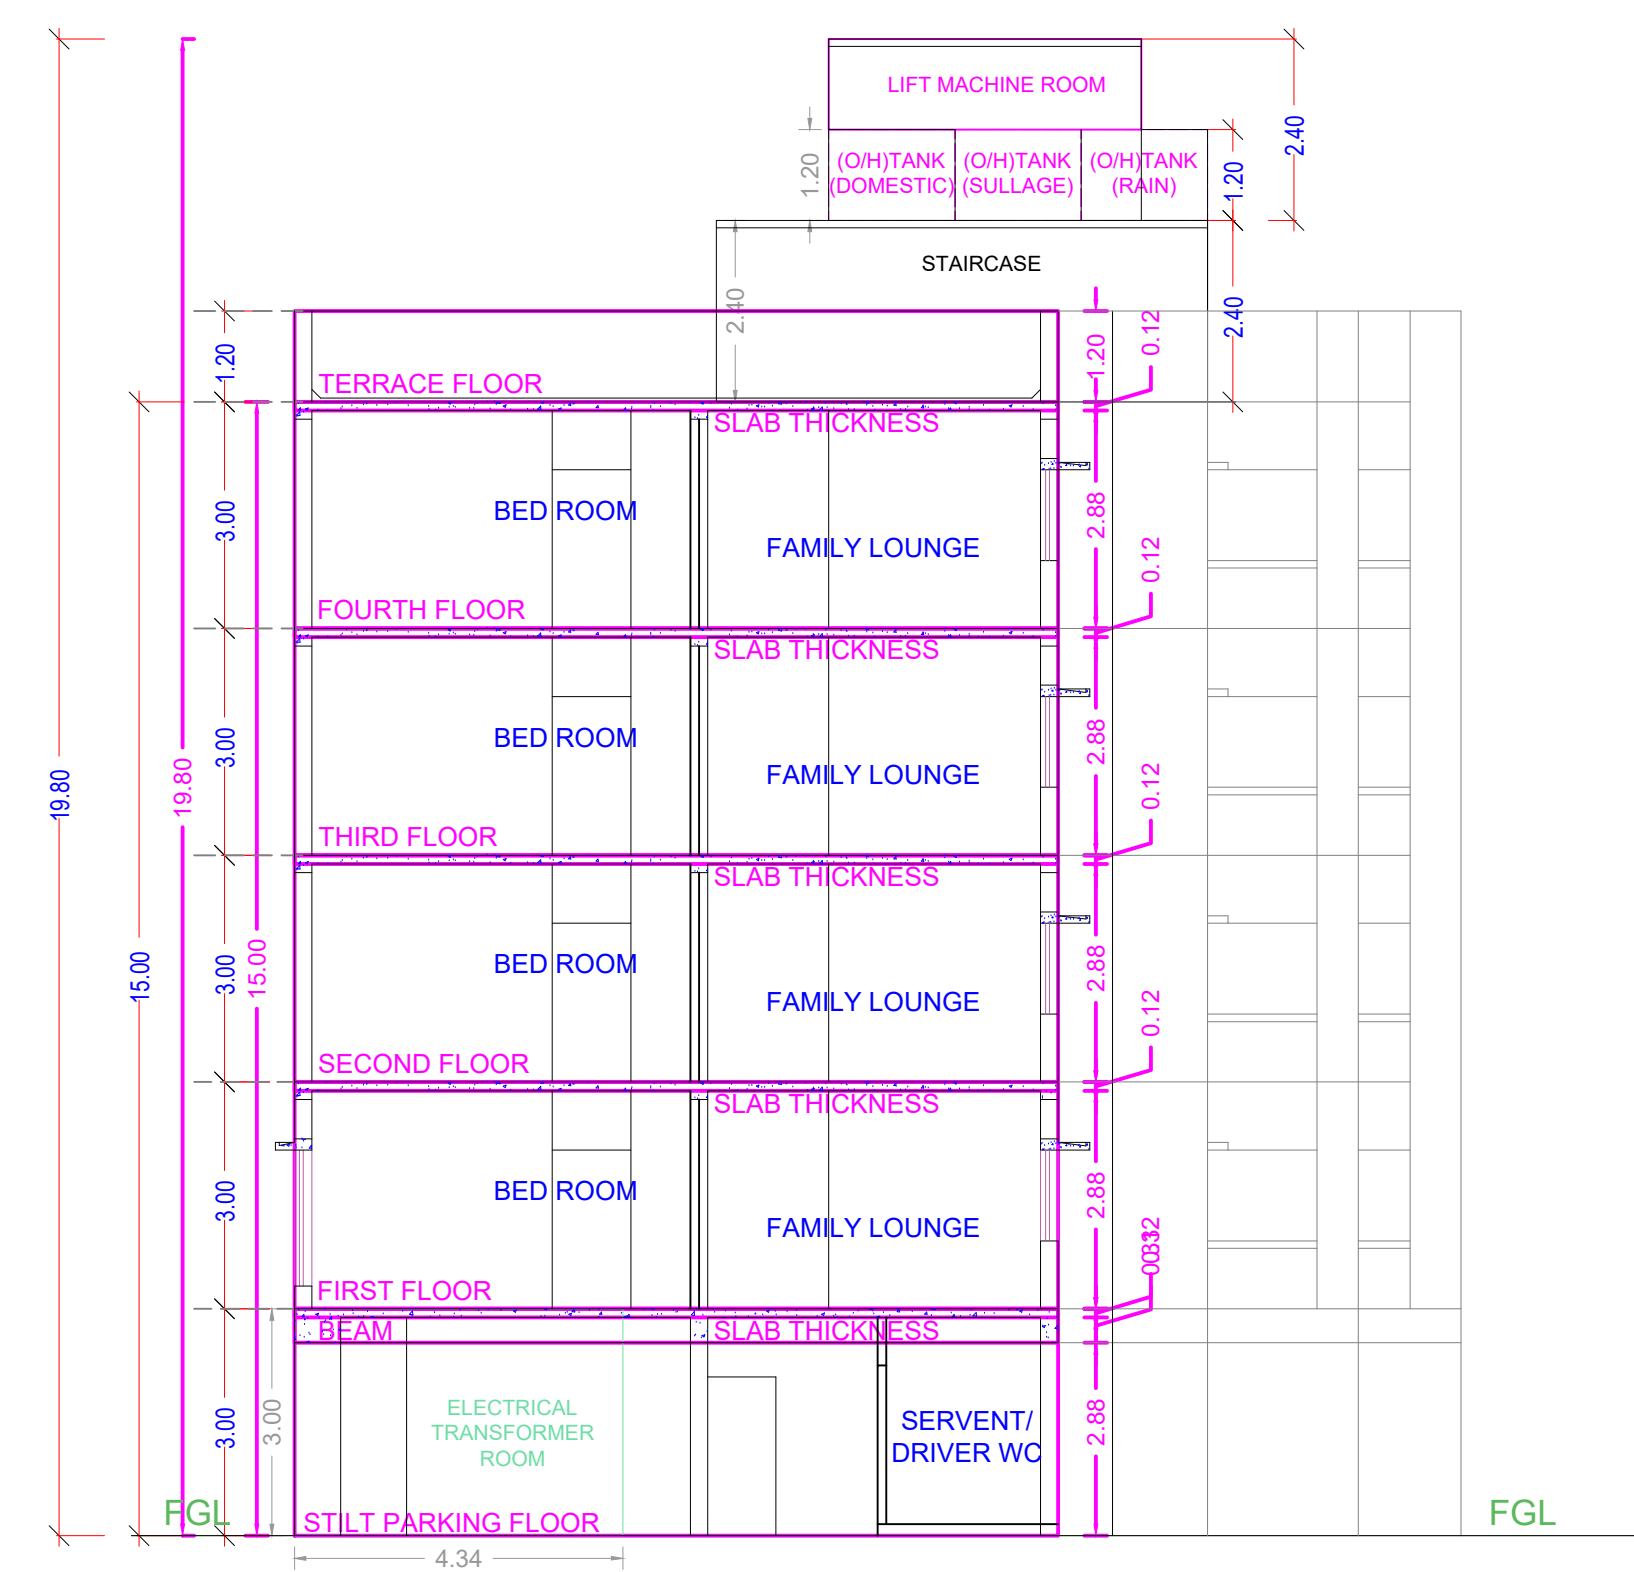 LIFT MACHINE ROOM
2.40
1.20
(O/H)TANK
(DOMESTIC)
(O/H)TANK
(SULLAGE)
(O/H)TANK
(RAIN)
1.20
STAIRCASE
2.40
2.40
1.20
1.20
0.12
TERRACE FLOOR
SLAB THICKNESS
BED ROOM
FAMILY LOUNGE
3.00
2.88
0.12
FOURTH FLOOR
SLAB THICKNESS
BED ROOM
FAMILY LOUNGE
19.80
19.80
3.00
2.88
0.12
THIRD FLOOR
SLAB THICKNESS
BED ROOM
FAMILY LOUNGE
15.00
3.00
15.00
2.88
0.12
SECOND FLOOR
SLAB THICKNESS
BED ROOM
FAMILY LOUNGE
3.00
2.88
FIRST FLOOR
BEAM
SLAB THICKNESS
ELECTRICAL
TRANSFORMER
ROOM
SERVENT/
DRIVER WC
3.00
3.00
2.88
FGL
STILT PARKING FLOOR
FGL
4.34